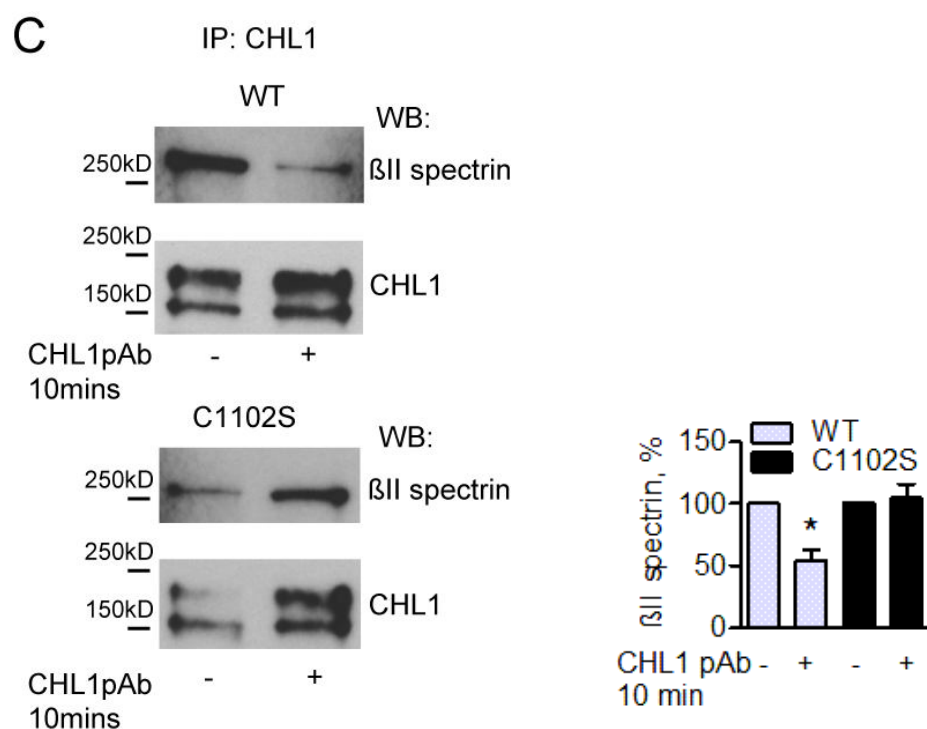 C
IP: CHL1
WT
WB:
250kD
ßII spectrin
250kD
150kD
CHL1
CHL1pAb - +
10mins
C1102S
WB:
250kD
ßII spectrin
250kD
150kD
CHL1
CHL1pAb - +
10mins
ßII spectrin, %
150
100
50
0
WT
C1102S
*
CHL1 pAb - + - +
10 min